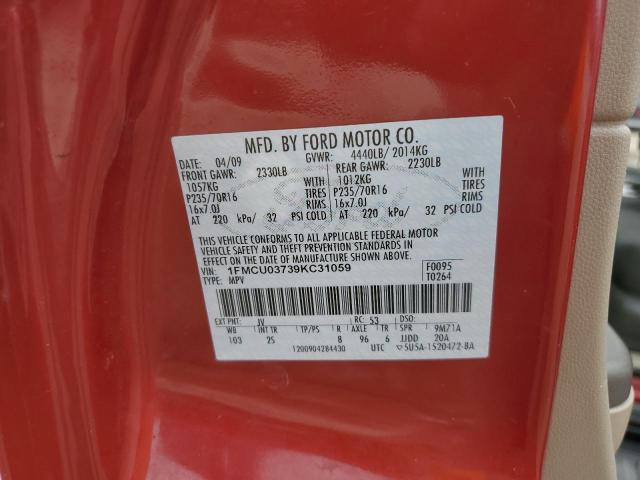 MFD. BY FORD MOTOR CO.
DATE: 04/09 GVWR: 4440LB/ 2014KG
FRONT GAWR: 2330LB REAR GAWR: 2230LB
1057KG WITH 1012KG WITH
P235/70R16 TIRES P235/70R16 TIRES
16x7.0J RIMS 16x7.0J RIMS
AT 220 kPa/ 32 PSI COLD AT 220 kPa/ 32 PSI COLD
THIS VEHICLE CONFORMS TO ALL APPLICABLE FEDERAL MOTOR
VEHICLE SAFETY AND THEFT PREVENTION STANDARDS IN
EFFECT ON THE DATE OF MANUFACTURE SHOWN ABOVE.
VIN: 1FMCU03739KC31059 F0095
TYPE: MPV T0264
EXT PNT: JV RC: 53 DSO:
WB INT TR TP/PS R AXLE TR SPR 9M71A
103 2S 8 96 6 JJDD 20A
1200904284430 UTC 5U5A-1520472-BA